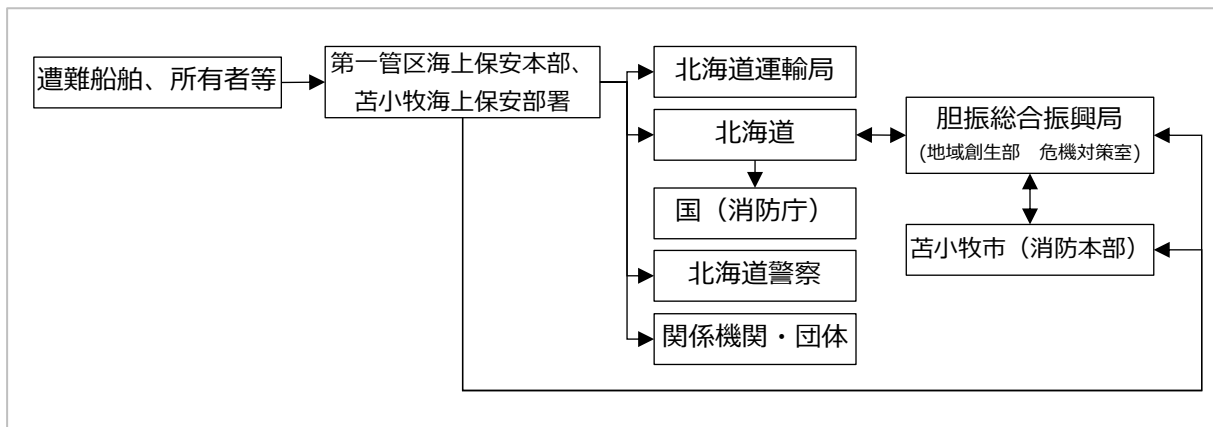 遭難船舶、所有者等
第一管区海上保安本部、
苫小牧海上保安部署
北海道運輸局
北海道
国（消防庁）
北海道警察
関係機関・団体
胆振総合振興局
(地域創生部　危機対策室)
苫小牧市（消防本部）